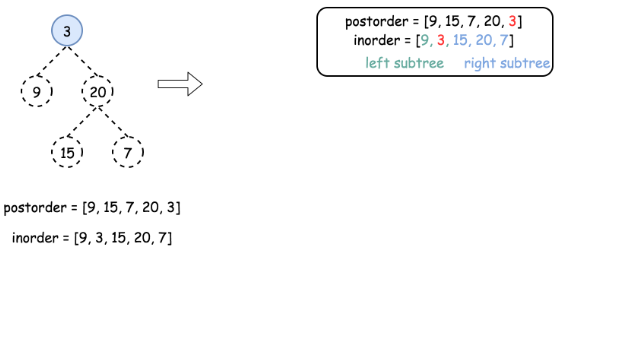 3
9
20
15
7
postorder = [9, 15, 7, 20, 3]
inorder = [9, 3, 15, 20, 7]
postorder = [9, 15, 7, 20, 3]
inorder = [9, 3, 15, 20, 7]
left subtree right subtree